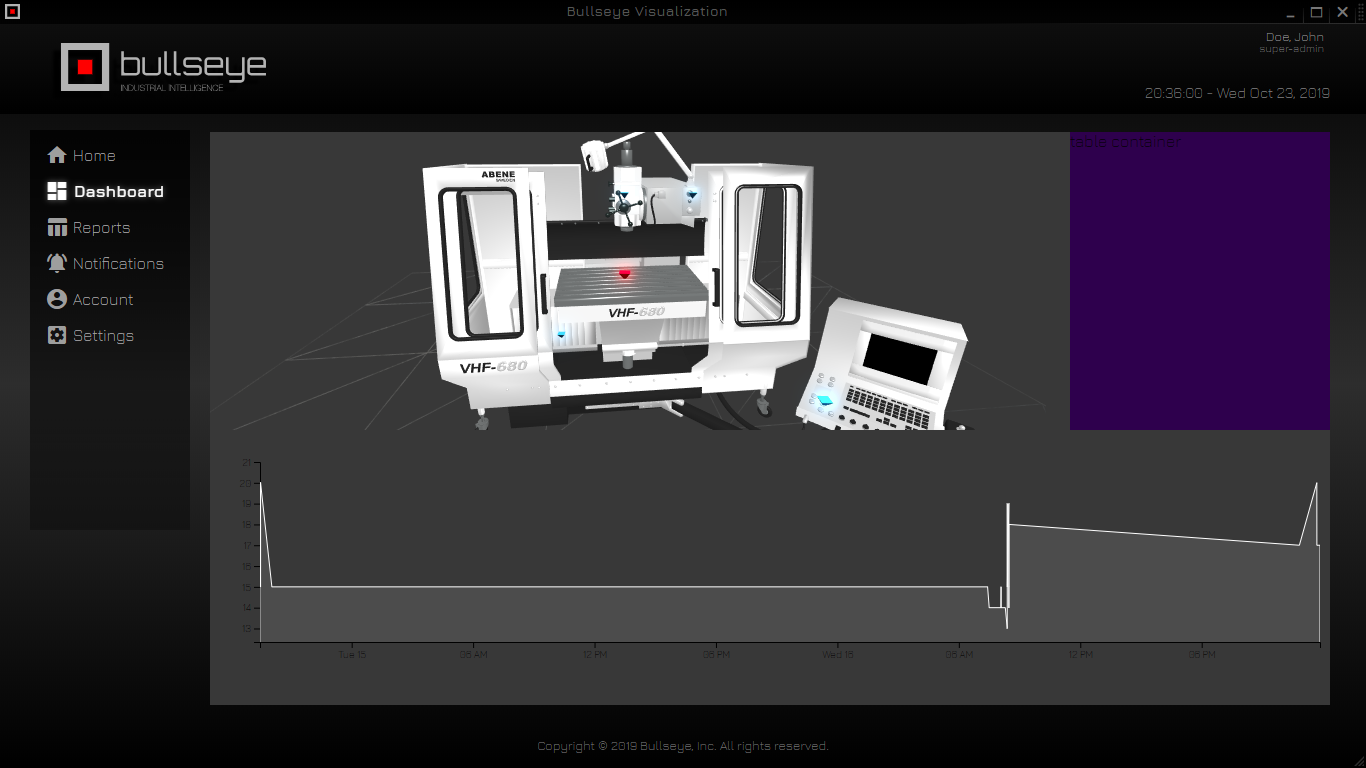 Bullseye Visualization
bullseye
INDUSTRIAL INTELLIGENCE
Doe, John
super-admin
20:36:00 - Wed Oct 23, 2019
Home
Dashboard
Reports
Notifications
Account
Settings
ABENE
SWEDEN
VHF-680
VHF-680
table container
21
20
19
18
17
16
15
14
13
Tue 15
06 AM
12 PM
06 PM
Wed 16
06 AM
12 PM
06 PM
Copyright © 2019 Bullseye, Inc. All rights reserved.